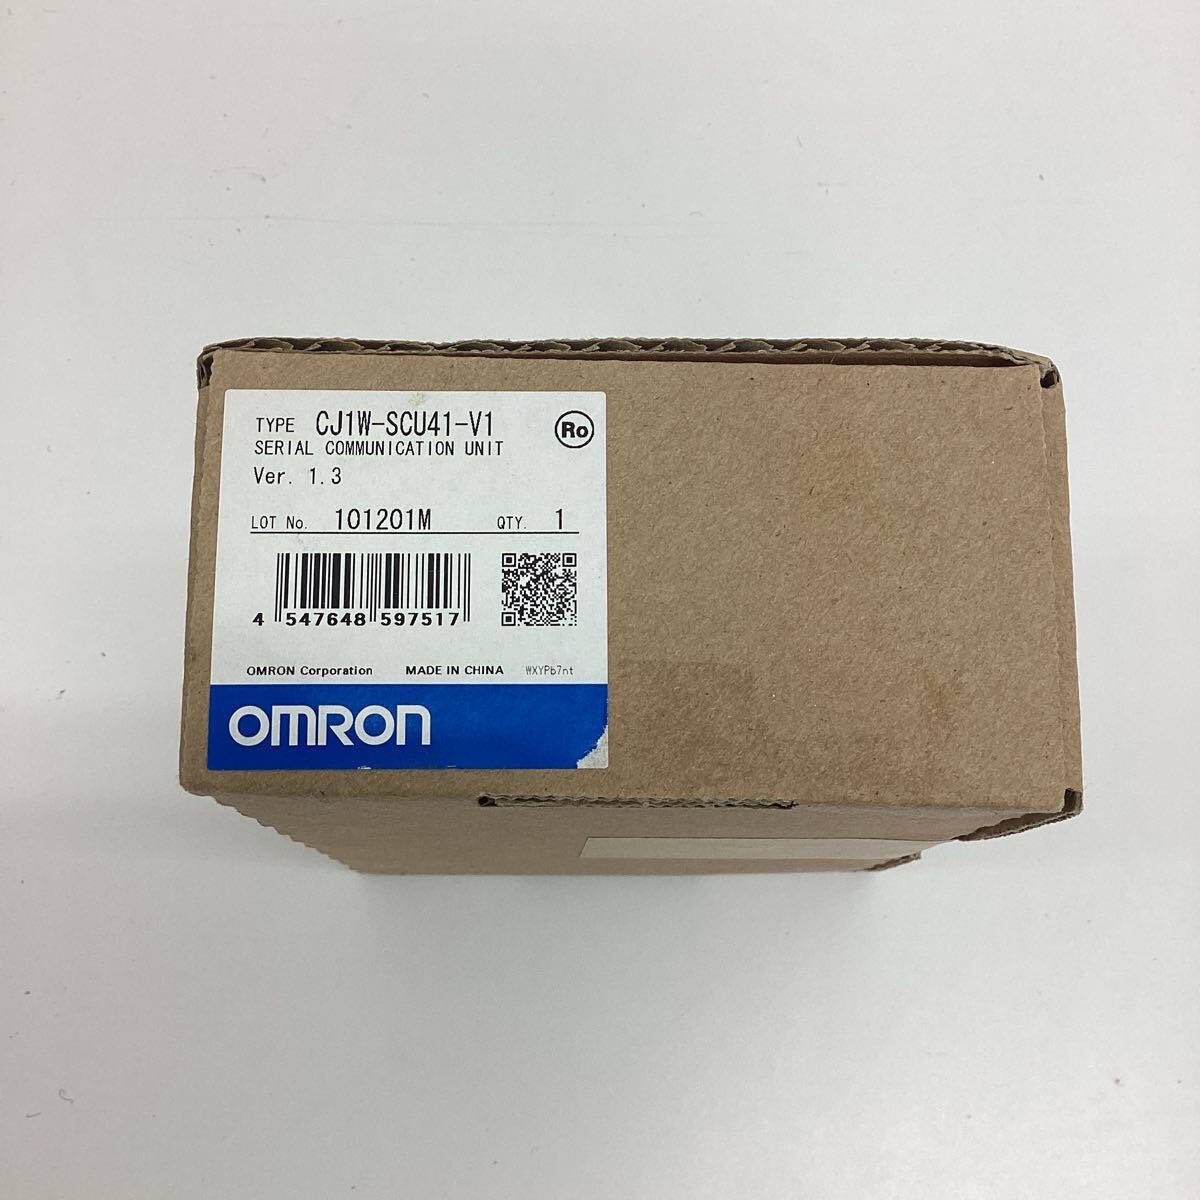 TYPE CJ1W-SCU41-V1
Ro
SERIAL COMMUNICATION UNIT
Ver. 1.3
LOT No. 101201M QTY. 1
4 547648 597517
OMRON Corporation MADE IN CHINA WXYPb7nt
OMRON